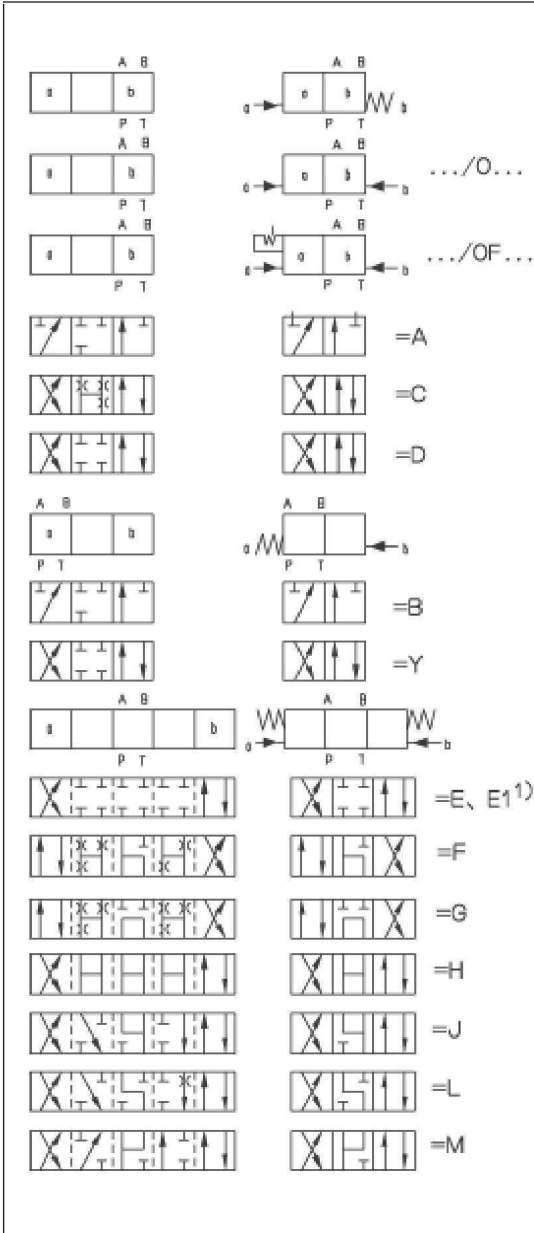 A B A B
a b a a b b
P T P T
A B A B
a b a a b b …/O…
P T P T
A B A B
a b a a b b …/OF…
P T P T
=A
=C
=D
A B A B
a b a b
P T P T
=B
=Y
A B A B
a b a b
P T P T
=E、E1¹⁾
=F
=G
=H
=J
=L
=M